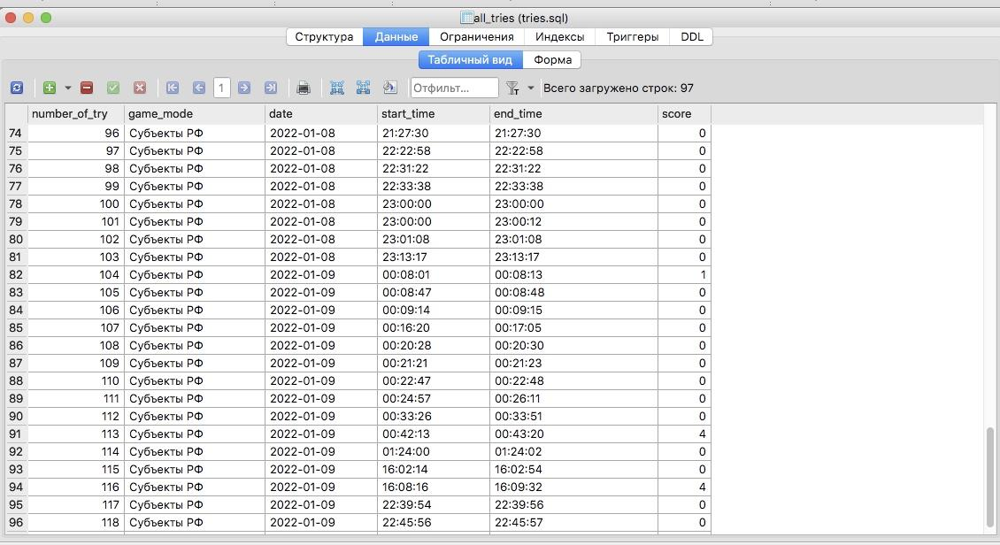 all_tries (tries.sql)
Структура Данные Ограничения Индексы Триггеры DDL
Табличный вид Форма
1 Отфильт... Всего загружено строк: 97
number_of_try game_mode date start_time end_time score
74 96 Субъекты РФ 2022-01-08 21:27:30 21:27:30 0
75 97 Субъекты РФ 2022-01-08 22:22:58 22:22:58 0
76 98 Субъекты РФ 2022-01-08 22:31:22 22:31:22 0
77 99 Субъекты РФ 2022-01-08 22:33:38 22:33:38 0
78 100 Субъекты РФ 2022-01-08 23:00:00 23:00:00 0
79 101 Субъекты РФ 2022-01-08 23:00:00 23:00:12 0
80 102 Субъекты РФ 2022-01-08 23:01:08 23:01:08 0
81 103 Субъекты РФ 2022-01-08 23:13:17 23:13:17 0
82 104 Субъекты РФ 2022-01-09 00:08:01 00:08:13 1
83 105 Субъекты РФ 2022-01-09 00:08:47 00:08:48 0
84 106 Субъекты РФ 2022-01-09 00:09:14 00:09:15 0
85 107 Субъекты РФ 2022-01-09 00:16:20 00:17:05 0
86 108 Субъекты РФ 2022-01-09 00:20:28 00:20:30 0
87 109 Субъекты РФ 2022-01-09 00:21:21 00:21:23 0
88 110 Субъекты РФ 2022-01-09 00:22:47 00:22:48 0
89 111 Субъекты РФ 2022-01-09 00:24:57 00:26:11 0
90 112 Субъекты РФ 2022-01-09 00:33:26 00:33:51 0
91 113 Субъекты РФ 2022-01-09 00:42:13 00:43:20 4
92 114 Субъекты РФ 2022-01-09 01:24:00 01:24:02 0
93 115 Субъекты РФ 2022-01-09 16:02:14 16:02:54 0
94 116 Субъекты РФ 2022-01-09 16:08:16 16:09:32 4
95 117 Субъекты РФ 2022-01-09 22:39:54 22:39:56 0
96 118 Субъекты РФ 2022-01-09 22:45:56 22:45:57 0